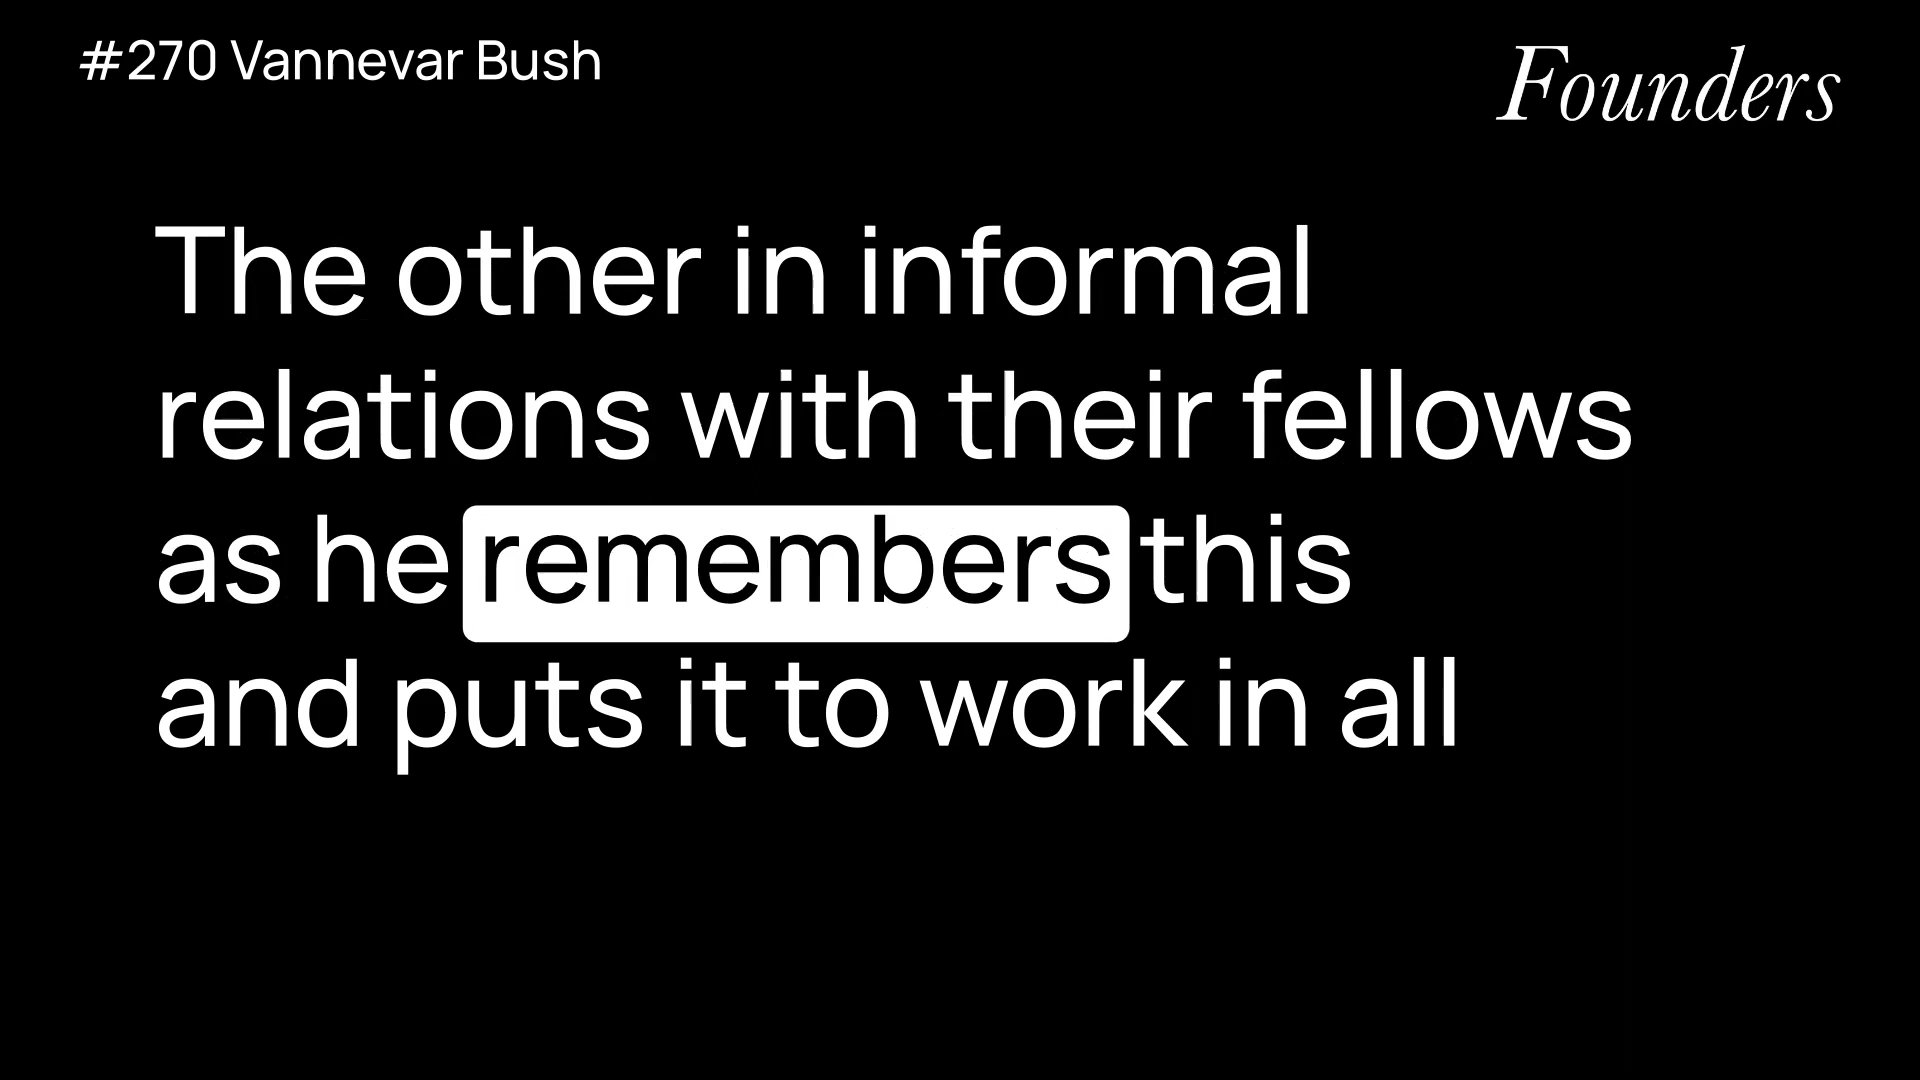 #270 Vannevar Bush
Founders
The other in informal
relations with their fellows
as he remembers this
and puts it to work in all